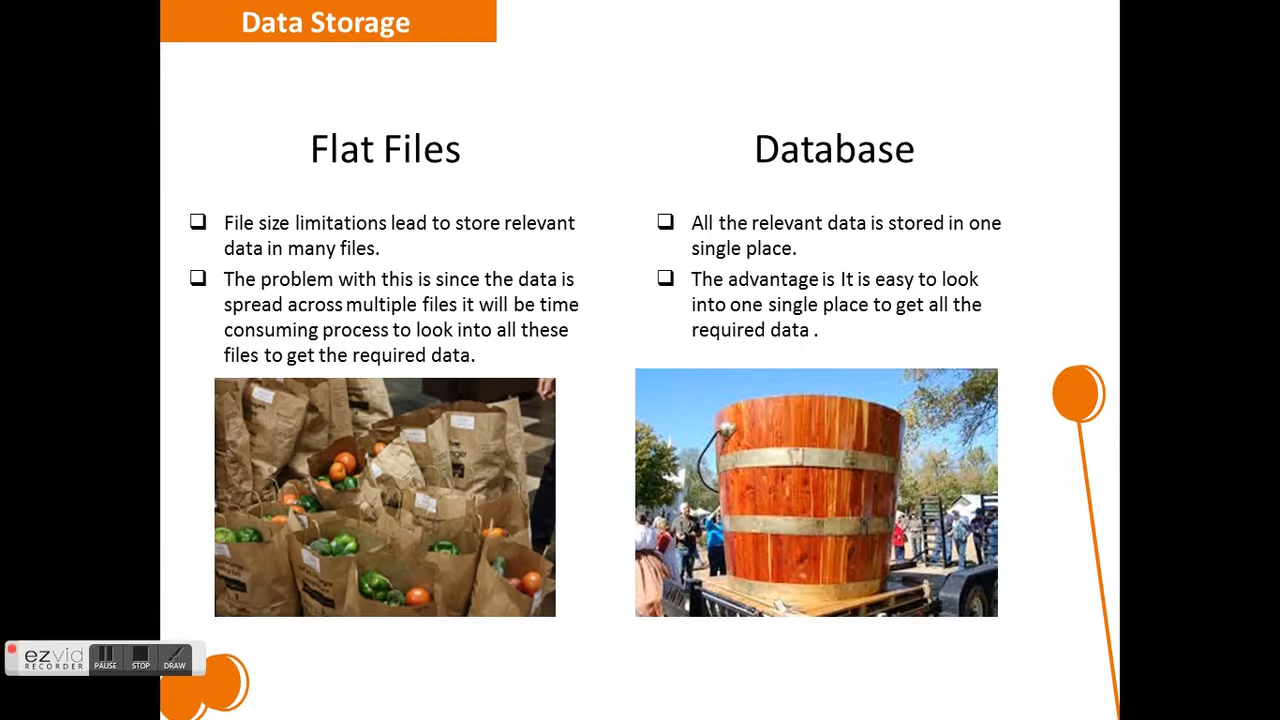 Data Storage
Flat Files
File size limitations lead to store relevant
data in many files.
The problem with this is since the data is
spread across multiple files it will be time
consuming process to look into all these
files to get the required data.
Database
All the relevant data is stored in one
single place.
The advantage is It is easy to look
into one single place to get all the
required data .
ezvid
RECORDER
PAUSE
STOP
DRAW